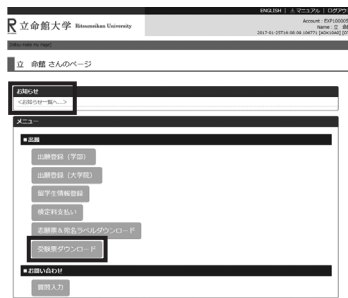 ENGLISH | マニュアル | ログアウ
R 立命館大学 Ritsumeikan University
Account : EXP10000
Name : 立 命
立 命館 さんのページ
お知らせ
<お知らせ一覧へ...>
メニュー
■出願
出願登録（学部）
出願登録（大学院）
留学生情報登録
検定料支払い
志願票&宛名ラベルダウンロード
受験票ダウンロード
■お問い合わせ
質問入力